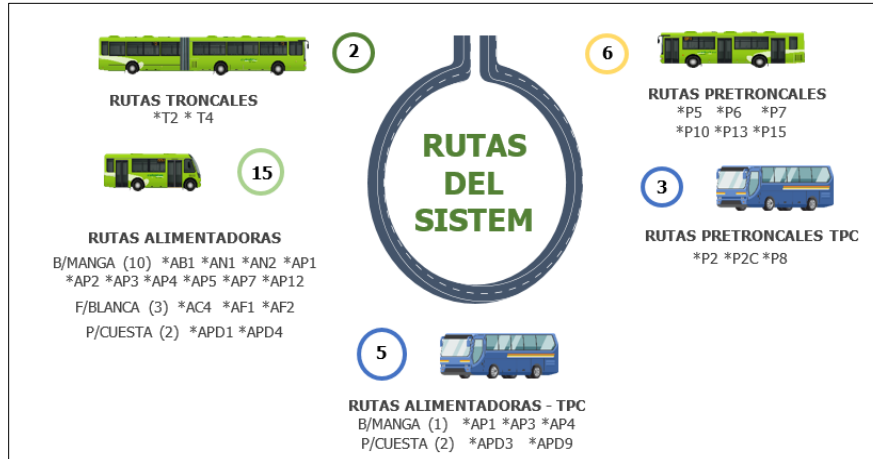 2
RUTAS TRONCALES
*T2 * T4
15
RUTAS ALIMENTADORAS
B/MANGA (10) *AB1 *AN1 *AN2 *AP1
*AP2 *AP3 *AP4 *AP5 *AP7 *AP12
F/BLANCA (3) *AC4 *AF1 *AF2
P/CUESTA (2) *APD1 *APD4
RUTAS
DEL
SISTEM
6
RUTAS PRETRONCALES
*P5 *P6 *P7
*P10 *P13 *P15
3
RUTAS PRETRONCALES TPC
*P2 *P2C *P8
5
RUTAS ALIMENTADORAS - TPC
B/MANGA (1) *AP1 *AP3 *AP4
P/CUESTA (2) *APD3 *APD9